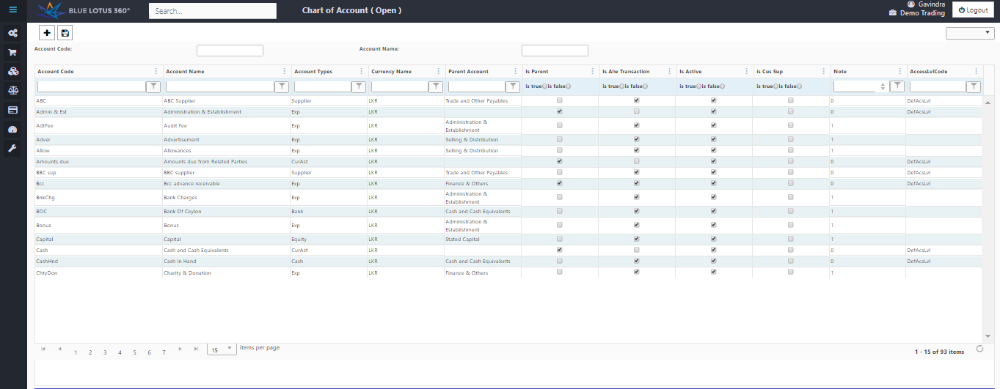 BLUE LOTUS 360°
Search...
Chart of Account ( Open )
Gavindra
Demo Trading
Logout
Account Code:
Account Name:
Account Code Account Name Account Types Currency Name Parent Account Is Parent Is Alw Transaction Is Active is Cus Sup Note AccessLvlCode
is true is false is true is false is true is false is true is false
ABC ABC Supplier Supplier LKR Trade and Other Payables 0 DefAcsLvl
Admin & Est Administration & Establishment Exp LKR 0 DefAcsLvl
AdtFee Audit Fee Exp LKR Administration & 1
Establishment
Adver Advertisement Exp LKR Selling & Distribution 1
Allow Allowances Exp LKR Selling & Distribution 1
Amounts due Amounts due from Related Parties CurAst LKR 0 DefAcsLvl
BBC sup BBC supplier Supplier LKR Trade and Other Payables 0 DefAcsLvl
Bcc Bcc advance receivable Exp LKR Finance & Others 0 DefAcsLvl
BnkChg Bank Charges Exp LKR Administration & 1
Establishment
BOC Bank Of Ceylon Bank LKR Cash and Cash Equivalents 1
Bonus Bonus Exp LKR Administration & 1
Establishment
Capital Capital Equity LKR Stated Capital 1
Cash Cash and Cash Equivalents CurAst LKR 0 DefAcsLvl
CashHnd Cash In Hand Cash LKR Cash and Cash Equivalents 0 DefAcsLvl
ChtyDon Charity & Donation Exp LKR Finance & Others 1
1 2 3 4 5 6 7 15 items per page
1 - 15 of 93 items